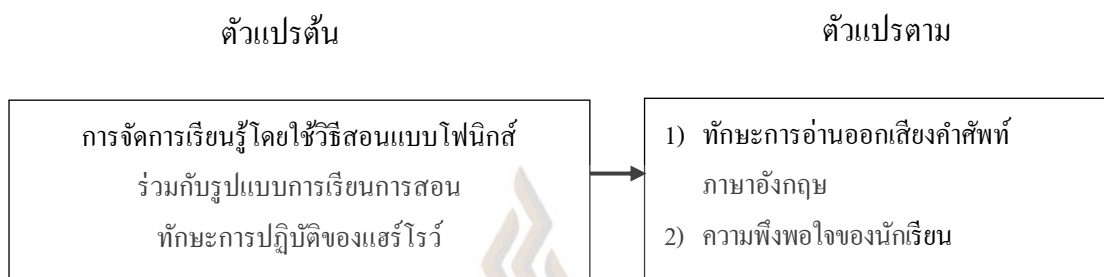 ตัวแปรต้น
ตัวแปรตาม
การจัดการเรียนรู้โดยใช้วิธีสอนแบบโฟนิกส์
ร่วมกับรูปแบบการเรียนการสอน
ทักษะการปฏิบัติของแฮร์โรว์
1) ทักษะการอ่านออกเสียงคำศัพท์
ภาษาอังกฤษ
2) ความพึงพอใจของนักเรียน